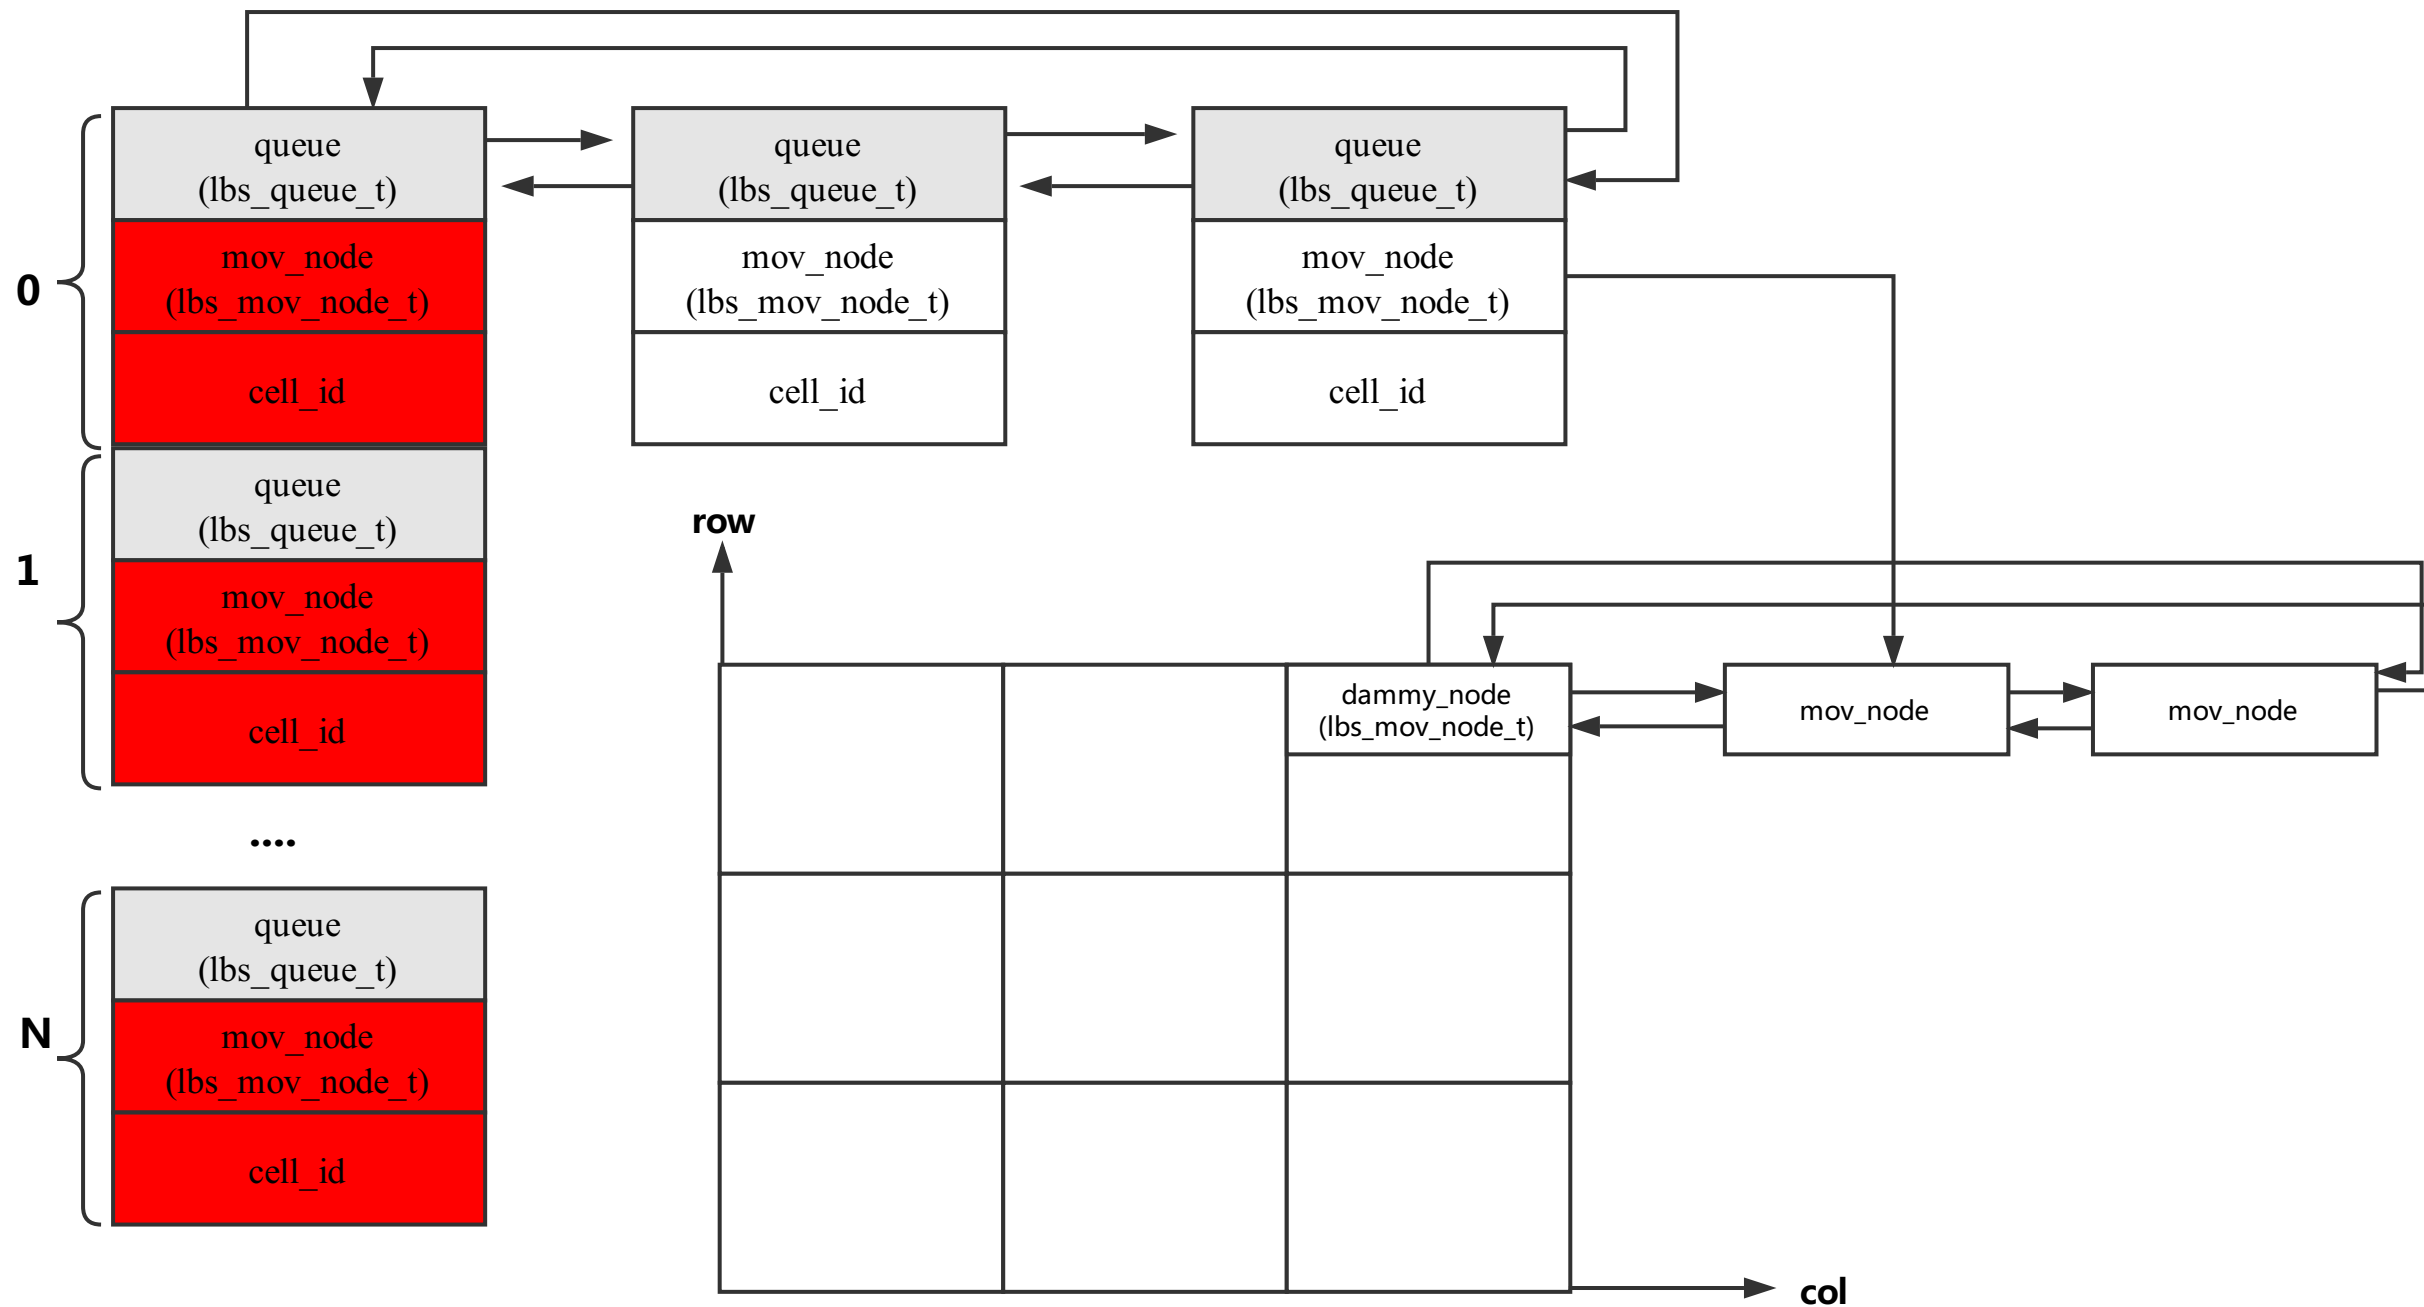 0
queue
(lbs_queue_t)
mov_node
(lbs_mov_node_t)
cell_id
queue
(lbs_queue_t)
mov_node
(lbs_mov_node_t)
cell_id
queue
(lbs_queue_t)
mov_node
(lbs_mov_node_t)
cell_id
1
queue
(lbs_queue_t)
mov_node
(lbs_mov_node_t)
cell_id
....
N
queue
(lbs_queue_t)
mov_node
(lbs_mov_node_t)
cell_id
row
dammy_node
(lbs_mov_node_t)
mov_node
mov_node
col